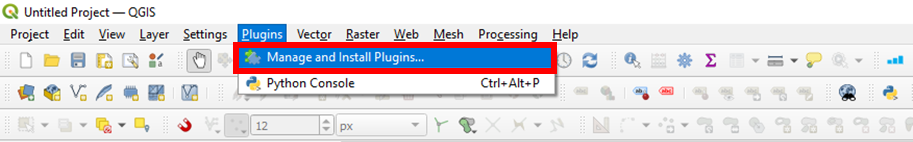 Untitled Project — QGIS
Project Edit View Layer Settings Plugins Vector Raster Web Mesh Processing Help
Manage and Install Plugins...
Python Console Ctrl+Alt+P
12 px